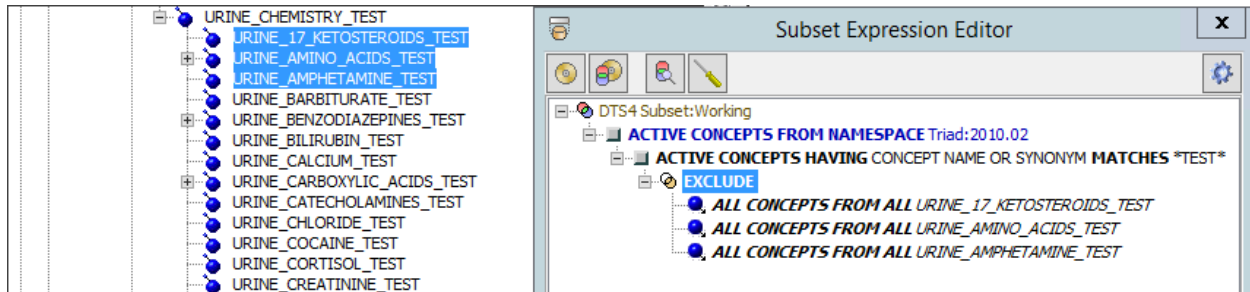 URINE_CHEMISTRY_TEST
URINE_17_KETOSTEROIDS_TEST
URINE_AMINO_ACIDS_TEST
URINE_AMPHETAMINE_TEST
URINE_BARBITURATE_TEST
URINE_BENZODIAZEPINES_TEST
URINE_BILIRUBIN_TEST
URINE_CALCIUM_TEST
URINE_CARBOXYLIC_ACIDS_TEST
URINE_CATECHOLAMINES_TEST
URINE_CHLORIDE_TEST
URINE_COCAINE_TEST
URINE_CORTISOL_TEST
URINE_CREATININE_TEST
Subset Expression Editor
x
DTS4 Subset:Working
ACTIVE CONCEPTS FROM NAMESPACE Triad:2010.02
ACTIVE CONCEPTS HAVING CONCEPT NAME OR SYNONYM MATCHES *TEST*
EXCLUDE
ALL CONCEPTS FROM ALL URINE_17_KETOSTEROIDS_TEST
ALL CONCEPTS FROM ALL URINE_AMINO_ACIDS_TEST
ALL CONCEPTS FROM ALL URINE_AMPHETAMINE_TEST